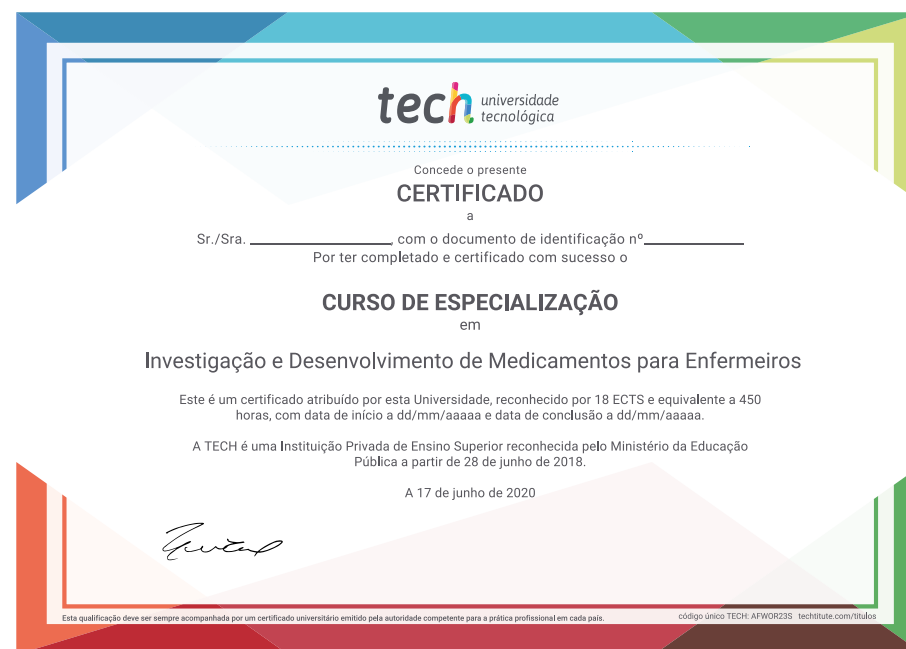 tech universidade
tecnológica
Concede o presente
CERTIFICADO
a
Sr./Sra. ____________________, com o documento de identificação nº______________
Por ter completado e certificado com sucesso o
CURSO DE ESPECIALIZAÇÃO
em
Investigação e Desenvolvimento de Medicamentos para Enfermeiros
Este é um certificado atribuído por esta Universidade, reconhecido por 18 ECTS e equivalente a 450
horas, com data de início a dd/mm/aaaaa e data de conclusão a dd/mm/aaaaa.
A TECH é uma Instituição Privada de Ensino Superior reconhecida pelo Ministério da Educação
Pública a partir de 28 de junho de 2018.
A 17 de junho de 2020
Esta qualificação deve ser sempre acompanhada por um certificado universitário emitido pela autoridade competente para a prática profissional em cada país.
código único TECH: AFWOR23S techtitute.com/titulos